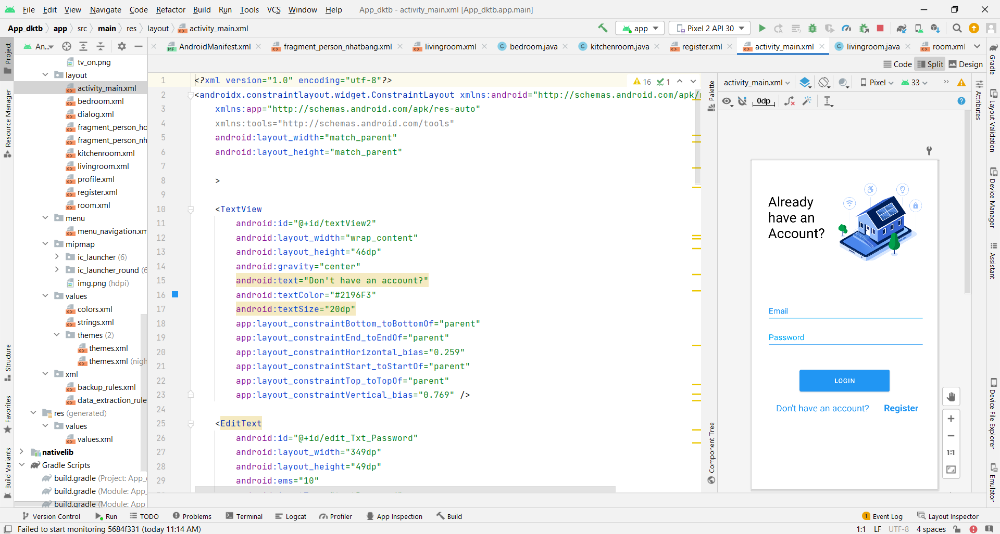 File Edit View Navigate Code Refactor Build Run Tools VCS Window Help App_dktb - activity_main.xml [App_dktb.app.main]
App_dktb app src main res layout activity_main.xml app Pixel 2 API 30
An... AndroidManifest.xml fragment_person_nhatbang.xml livingroom.xml bedroom.java kitchenroom.java register.xml activity_main.xml livingroom.java room.xml
Code Split Design
Project
Resource Manager
Structure
Favorites
Build Variants
tv_on.png
layout
activity_main.xml
bedroom.xml
dialog.xml
fragment_person_ho
fragment_person_nh
kitchenroom.xml
livingroom.xml
profile.xml
register.xml
room.xml
menu
menu_navigation.xm
mipmap
ic_launcher (6)
ic_launcher_round (6
img.png (hdpi)
values
colors.xml
strings.xml
themes (2)
themes.xml
themes.xml (nigh
xml
backup_rules.xml
data_extraction_rule
res (generated)
values
values.xml
nativelib
Gradle Scripts
build.gradle (Project: App_
build.gradle (Module: App_
build.gradle (Module: App
16 1
1 <?xml version="1.0" encoding="utf-8"?>
2 <androidx.constraintlayout.widget.ConstraintLayout xmlns:android="http://schemas.android.com/apk/
3 xmlns:app="http://schemas.android.com/apk/res-auto"
4 xmlns:tools="http://schemas.android.com/tools"
5 android:layout_width="match_parent"
6 android:layout_height="match_parent"
7
8 >
9
10 <TextView
11 android:id="@+id/textView2"
12 android:layout_width="wrap_content"
13 android:layout_height="46dp"
14 android:gravity="center"
15 android:text="Don't have an account?"
16 android:textColor="#2196F3"
17 android:textSize="20dp"
18 app:layout_constraintBottom_toBottomOf="parent"
19 app:layout_constraintEnd_toEndOf="parent"
20 app:layout_constraintHorizontal_bias="0.259"
21 app:layout_constraintStart_toStartOf="parent"
22 app:layout_constraintTop_toTopOf="parent"
23 app:layout_constraintVertical_bias="0.769" />
24
25 <EditText
26 android:id="@+id/edit_Txt_Password"
27 android:layout_width="349dp"
28 android:layout_height="49dp"
29 android:ems="10"
Palette
Component Tree
activity_main.xml Pixel 33
0dp
Already
have an
Account?
Email
Password
LOGIN
Don't have an account? Register
1:1
Attributes
Gradle
Layout Validation
Device Manager
Assistant
Device File Explorer
Emulator
Version Control Run TODO Problems Terminal Logcat Profiler App Inspection Build 1 Event Log Layout Inspector
Failed to start monitoring 5684f331 (today 11:14 AM) 1:1 LF UTF-8 4 spaces